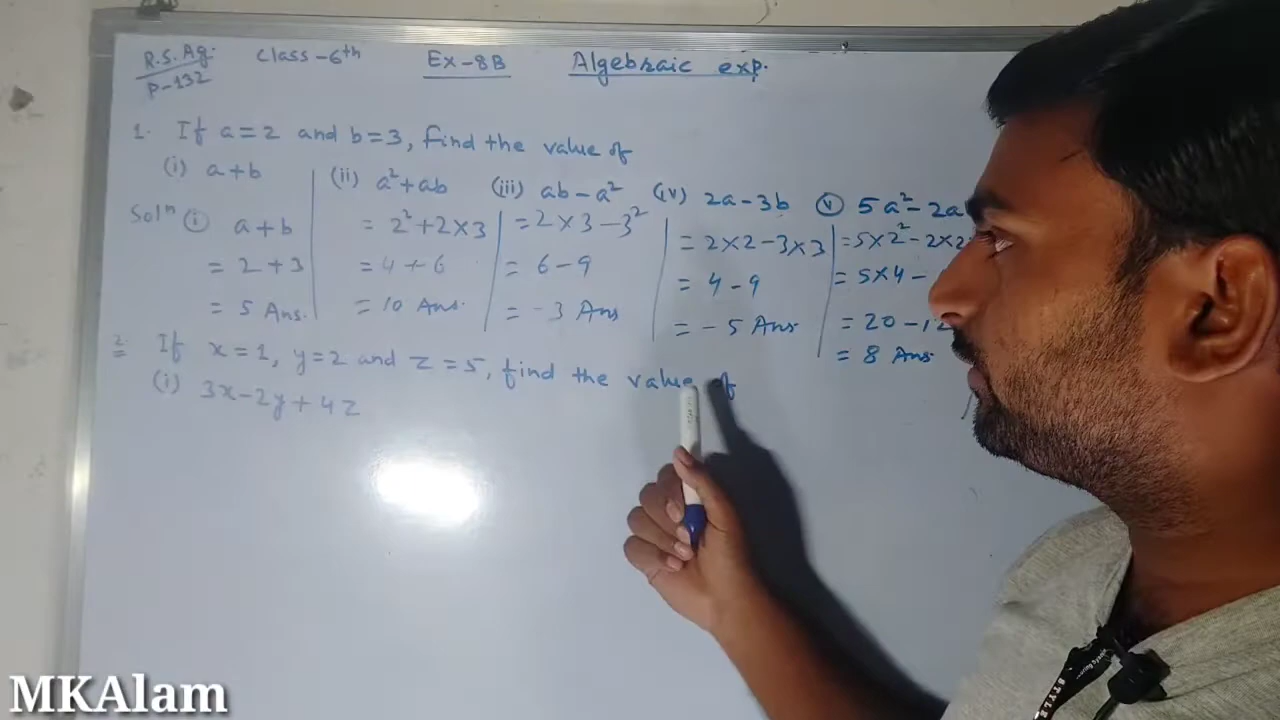 R.S. Ag. Class-6th Ex-8B Algebraic exp.
P-132
1. If a=2 and b=3, find the value of
(i) a+b (ii) a²+ab (iii) ab-a² (iv) 2a-3b (v) 5a²-2a
Solⁿ (i) a+b = 2²+2×3 = 2×3-3² = 2×2-3×3 = 5×2²-2×2
= 2+3 = 4+6 = 6-9 = 4-9 = 5×4-
= 5 Ans. = 10 Ans. = -3 Ans = -5 Ans = 20-12
= 8 Ans.
2. If x=1, y=2 and z=5, find the value of
(i) 3x-2y+4z
MKAlam